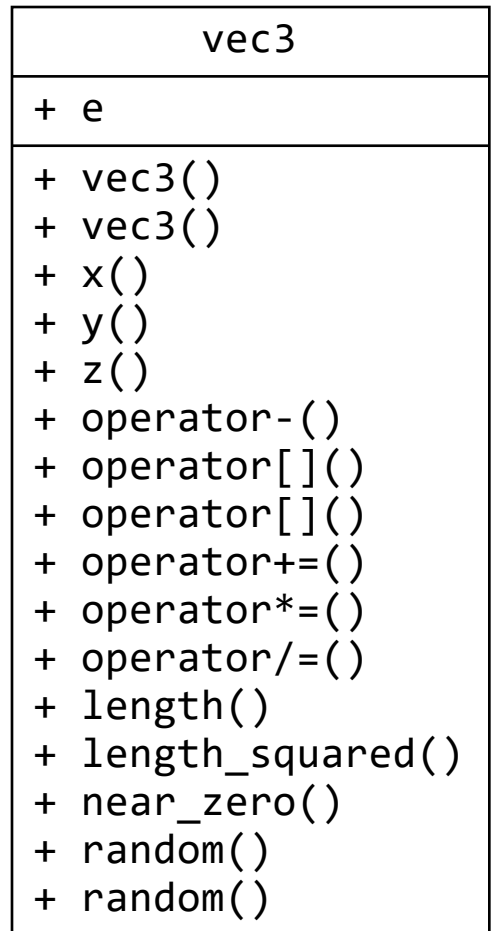 vec3
+ e
+ vec3()
+ vec3()
+ x()
+ y()
+ z()
+ operator-()
+ operator[]()
+ operator[]()
+ operator+=()
+ operator*=()
+ operator/=()
+ length()
+ length_squared()
+ near_zero()
+ random()
+ random()